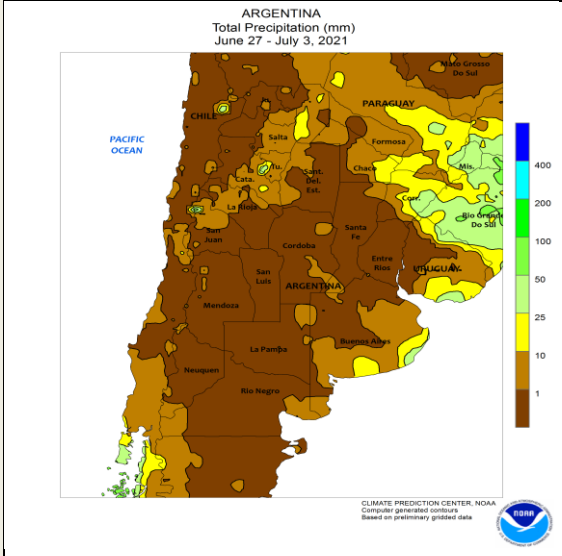 ARGENTINA
Total Precipitation (mm)
June 27 - July 3, 2021
Mato Grosso
Do Sul
PARAGUAY
CHILE
PACIFIC
OCEAN
Salta
Formosa
Tu.
Sant.
Del.
Est.
Chaco
Mis.
Cata.
Corr.
La Rioja
Rio Grande
Do Sul
San
Juan
Santa
Fe
Cordoba
Entre
Rios
URUGUAY
San
Luis
ARGENTINA
Mendoza
Buenos Aires
La Pampa
Neuquen
Rio Negro
400
200
100
50
25
10
1
CLIMATE PREDICTION CENTER, NOAA
Computer generated contours
Based on preliminary gridded data
NOAA